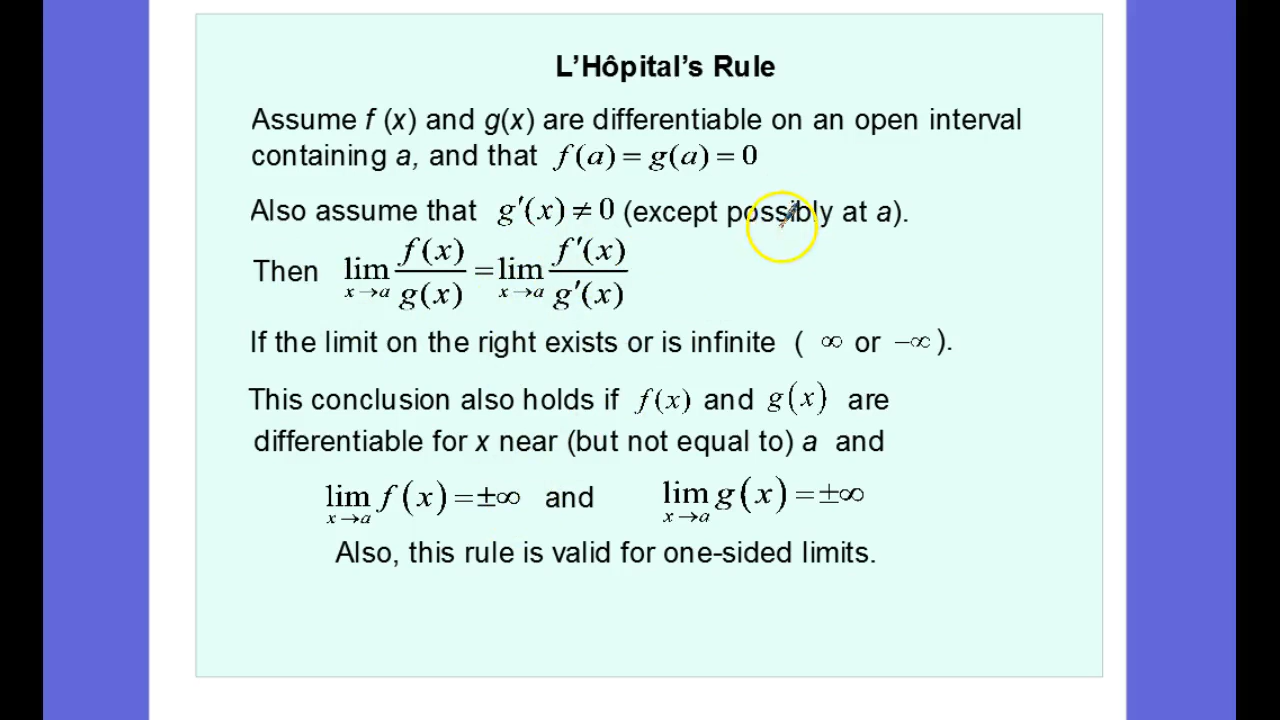 L’Hôpital’s Rule
Assume f (x) and g(x) are differentiable on an open interval
containing a, and that f(a) = g(a) = 0
Also assume that g′(x) ≠ 0 (except possibly at a).
Then lim x→a f(x)/g(x) = lim x→a f′(x)/g′(x)
If the limit on the right exists or is infinite ( ∞ or −∞ ).
This conclusion also holds if f(x) and g(x) are
differentiable for x near (but not equal to) a and
lim x→a f(x) = ±∞ and lim x→a g(x) = ±∞
Also, this rule is valid for one-sided limits.